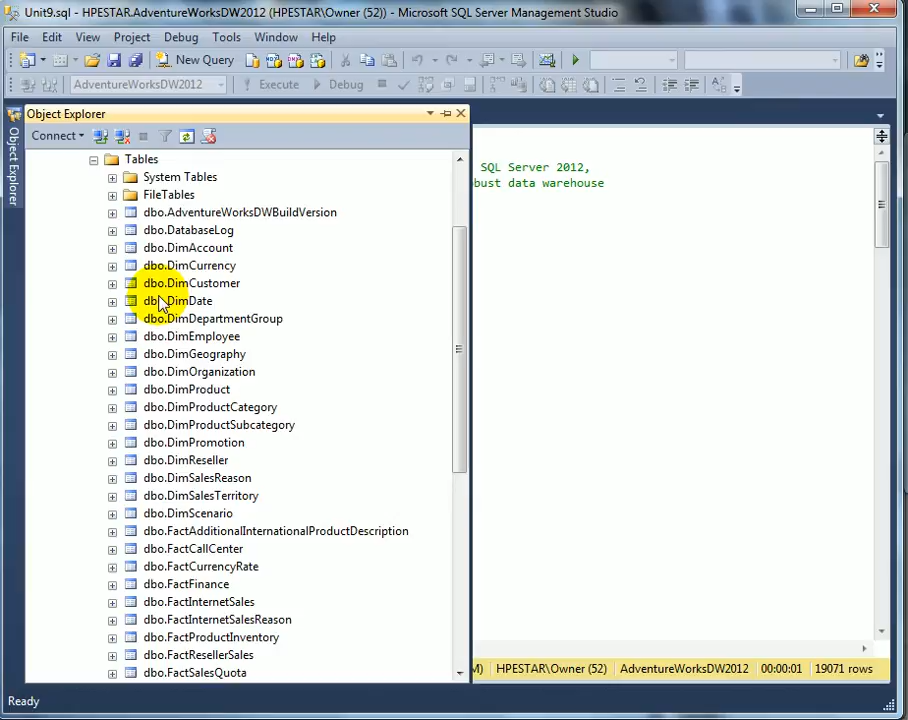 Unit9.sql - HPESTAR.AdventureWorksDW2012 (HPESTAR\Owner (52)) - Microsoft SQL Server Management Studio
File Edit View Project Debug Tools Window Help
New Query
AdventureWorksDW2012 Execute Debug
Object Explorer
Object Explorer
Connect
Tables
System Tables
FileTables
dbo.AdventureWorksDWBuildVersion
dbo.DatabaseLog
dbo.DimAccount
dbo.DimCurrency
dbo.DimCustomer
dbo.DimDate
dbo.DimDepartmentGroup
dbo.DimEmployee
dbo.DimGeography
dbo.DimOrganization
dbo.DimProduct
dbo.DimProductCategory
dbo.DimProductSubcategory
dbo.DimPromotion
dbo.DimReseller
dbo.DimSalesReason
dbo.DimSalesTerritory
dbo.DimScenario
dbo.FactAdditionalInternationalProductDescription
dbo.FactCallCenter
dbo.FactCurrencyRate
dbo.FactFinance
dbo.FactInternetSales
dbo.FactInternetSalesReason
dbo.FactProductInventory
dbo.FactResellerSales
dbo.FactSalesQuota
SQL Server 2012,
bust data warehouse
M) HPESTAR\Owner (52) AdventureWorksDW2012 00:00:01 19071 rows
Ready